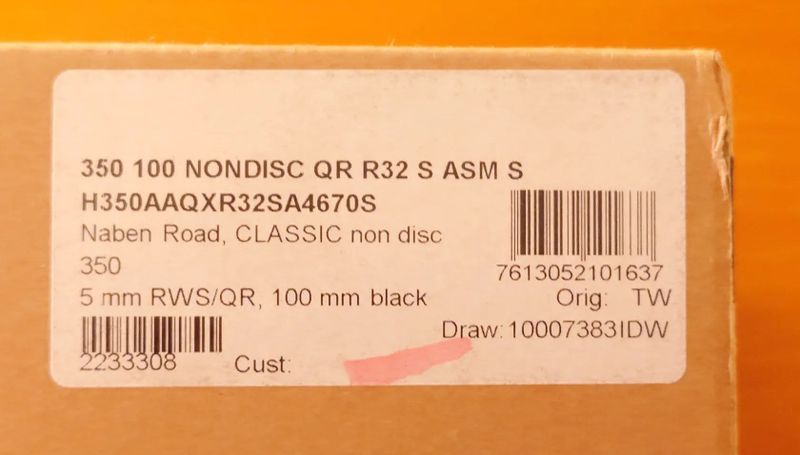 350 100 NONDISC QR R32 S ASM S
H350AAQXR32SA4670S
Naben Road, CLASSIC non disc
350
7613052101637
5 mm RWS/QR, 100 mm black
Orig: TW
Draw:10007383IDW
2233308
Cust: